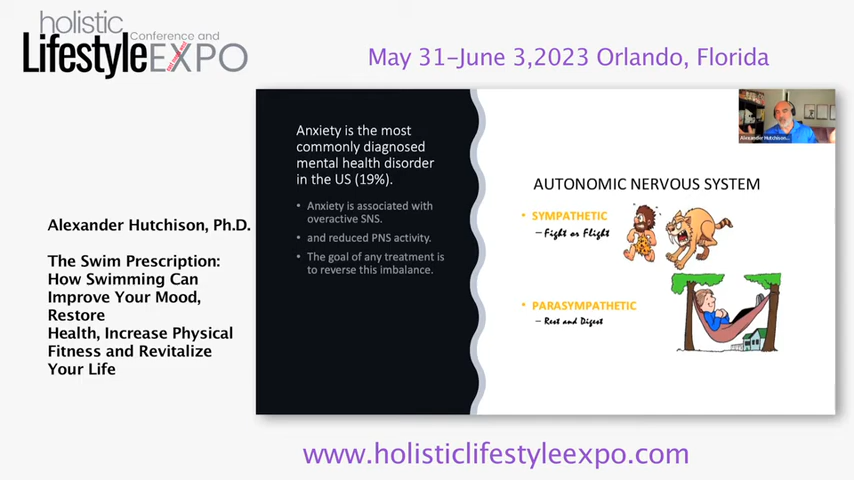 holistic
Conference and
LifestyleEXPO
May 31-June 3,2023 Orlando, Florida
Anxiety is the most
commonly diagnosed
mental health disorder
in the US (19%).
• Anxiety is associated with
overactive SNS.
• and reduced PNS activity.
• The goal of any treatment is
to reverse this imbalance.
Alexander Hutchison...
AUTONOMIC NERVOUS SYSTEM
• SYMPATHETIC
– Fight or Flight
• PARASYMPATHETIC
– Rest and Digest
Alexander Hutchison, Ph.D.
The Swim Prescription:
How Swimming Can
Improve Your Mood,
Restore
Health, Increase Physical
Fitness and Revitalize
Your Life
www.holisticlifestyleexpo.com